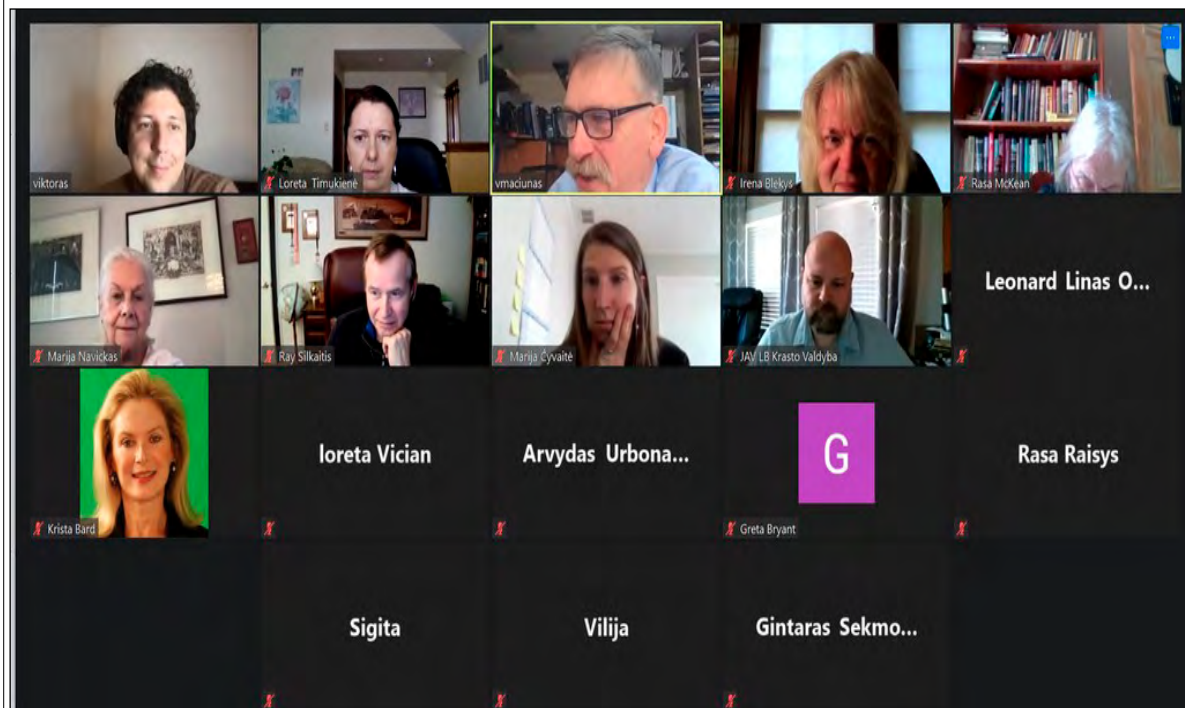 viktoras
Loreta Timukienė
vmaciunas
Irena Blekys
Rasa McKean
Marija Navickas
Ray Silkaitis
Marija Čyvaitė
JAV LB Krasto Valdyba
Leonard Linas O...
Krista Bard
loreta Vician
Arvydas Urbona...
G
Greta Bryant
Rasa Raisys
Sigita
Vilija
Gintaras Sekmo...